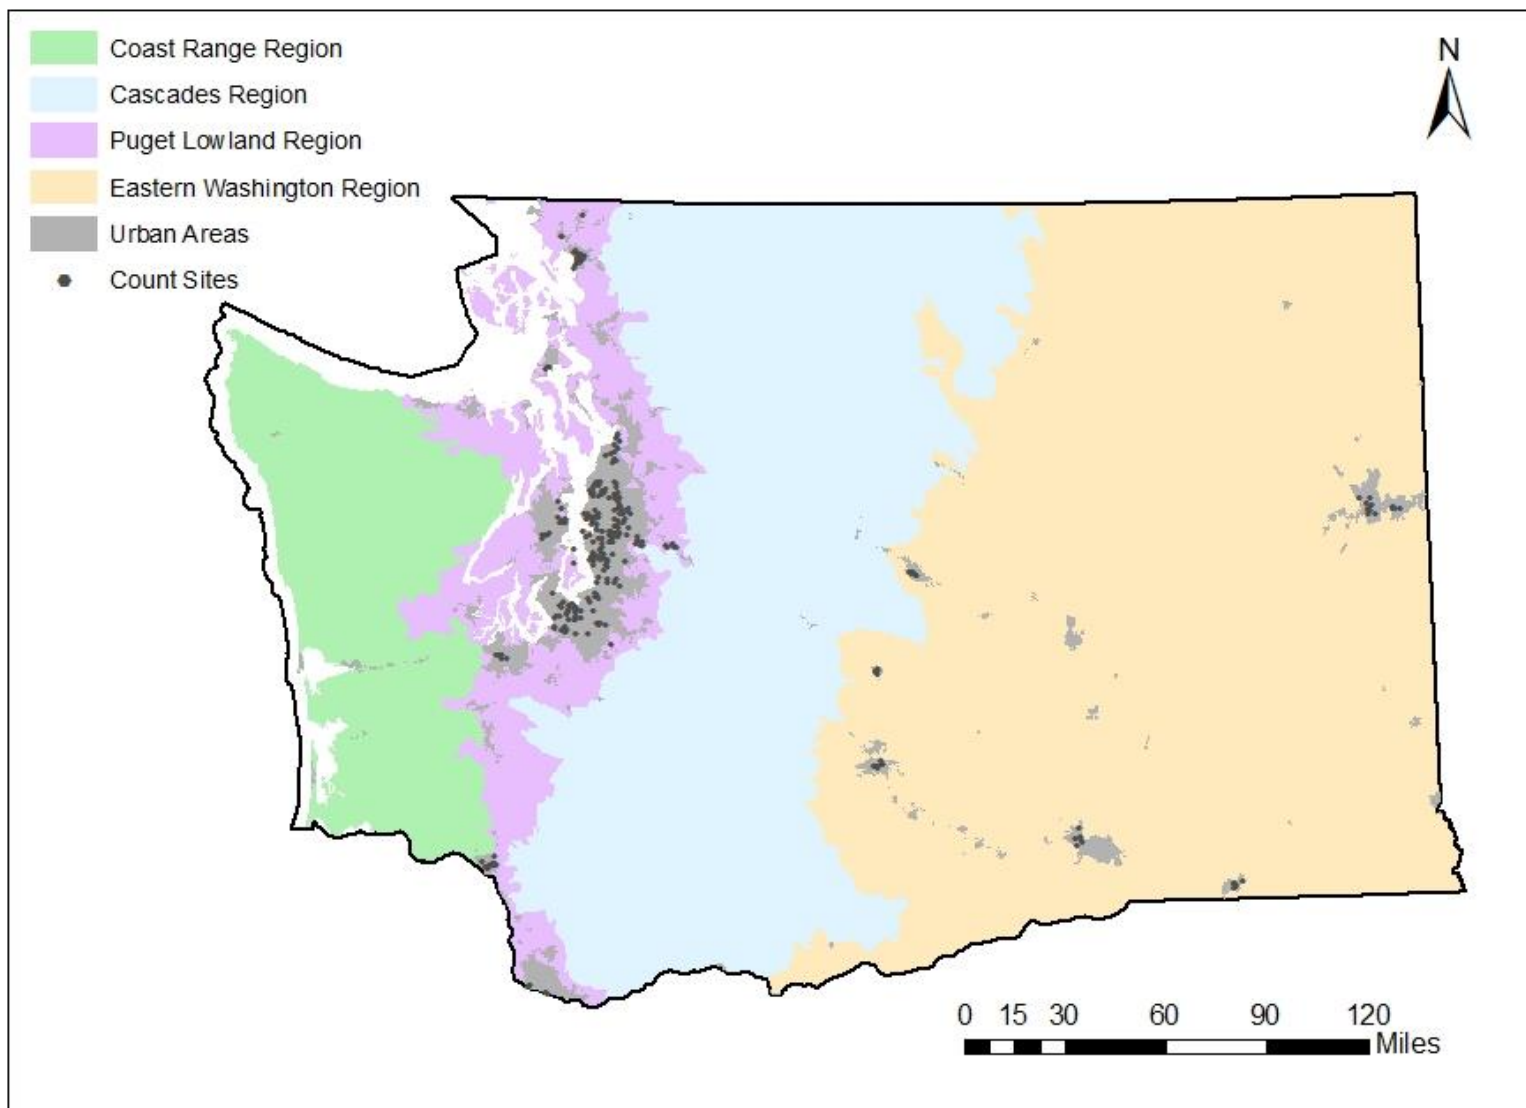 Coast Range Region
Cascades Region
Puget Lowland Region
Eastern Washington Region
Urban Areas
Count Sites
N
0 15 30 60 90 120
Miles